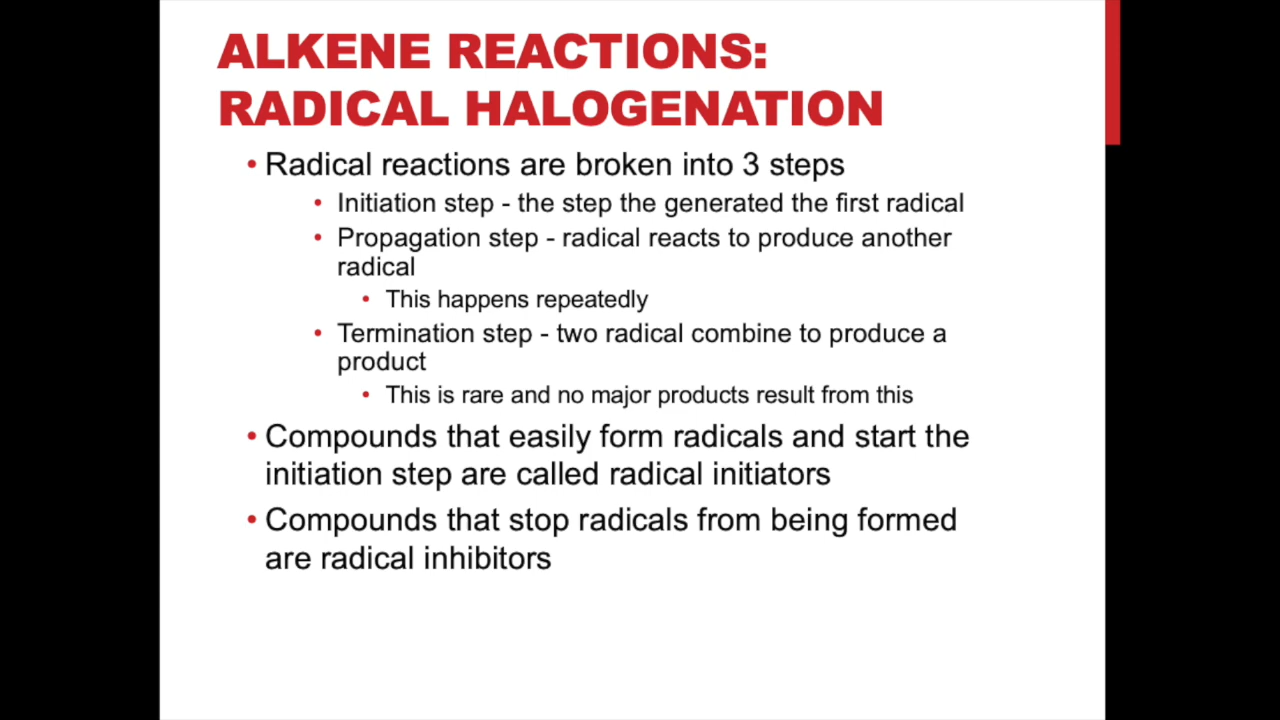 ALKENE REACTIONS:
RADICAL HALOGENATION
• Radical reactions are broken into 3 steps
• Initiation step - the step the generated the first radical
• Propagation step - radical reacts to produce another
radical
• This happens repeatedly
• Termination step - two radical combine to produce a
product
• This is rare and no major products result from this
• Compounds that easily form radicals and start the
initiation step are called radical initiators
• Compounds that stop radicals from being formed
are radical inhibitors